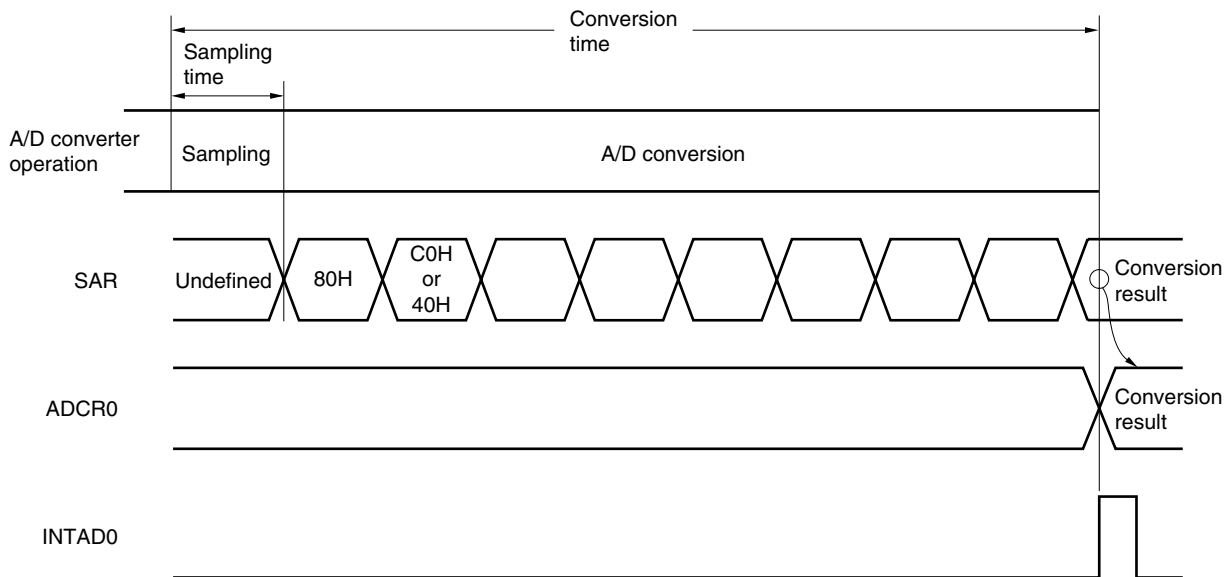 Conversion
time
Sampling
time
A/D converter
operation
Sampling
A/D conversion
SAR
Undefined
80H
C0H
or
40H
Conversion
result
ADCR0
Conversion
result
INTAD0